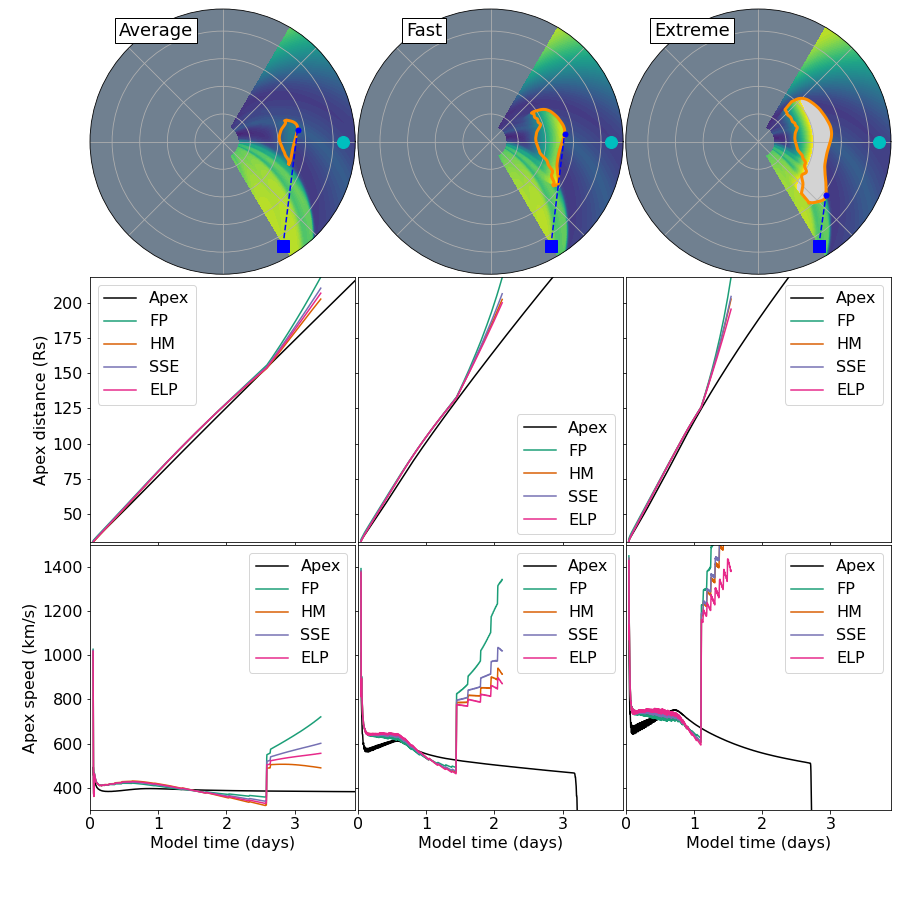 Average
Fast
Extreme
Apex distance (Rs)
200
175
150
125
100
75
50
Apex
FP
HM
SSE
ELP
Apex
FP
HM
SSE
ELP
Apex
FP
HM
SSE
ELP
Apex speed (km/s)
1400
1200
1000
800
600
400
Apex
FP
HM
SSE
ELP
Apex
FP
HM
SSE
ELP
Apex
FP
HM
SSE
ELP
0 1 2 3
0 1 2 3
0 1 2 3
Model time (days)
Model time (days)
Model time (days)